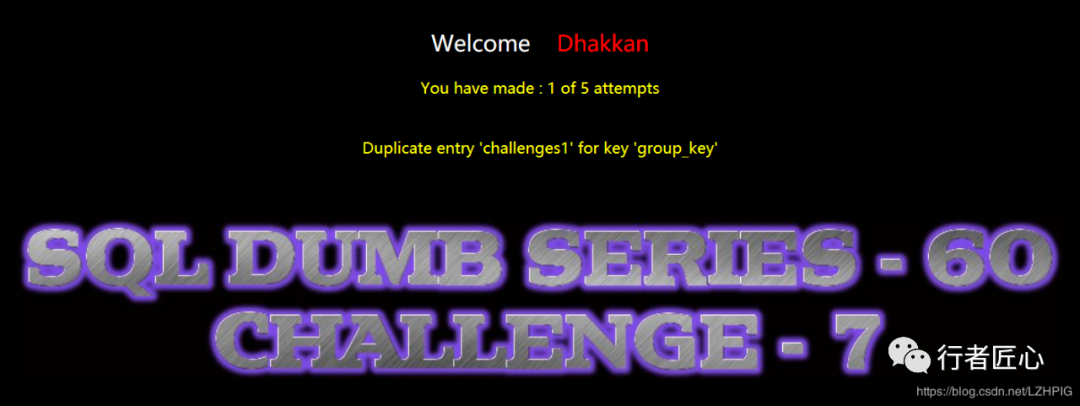 Welcome Dhakkan
You have made : 1 of 5 attempts
Duplicate entry 'challenges1' for key 'group_key'
SQL DUMB SERIES - 60
CHALLENGE - 7
行者匠心
https://blog.csdn.net/LZHPIG